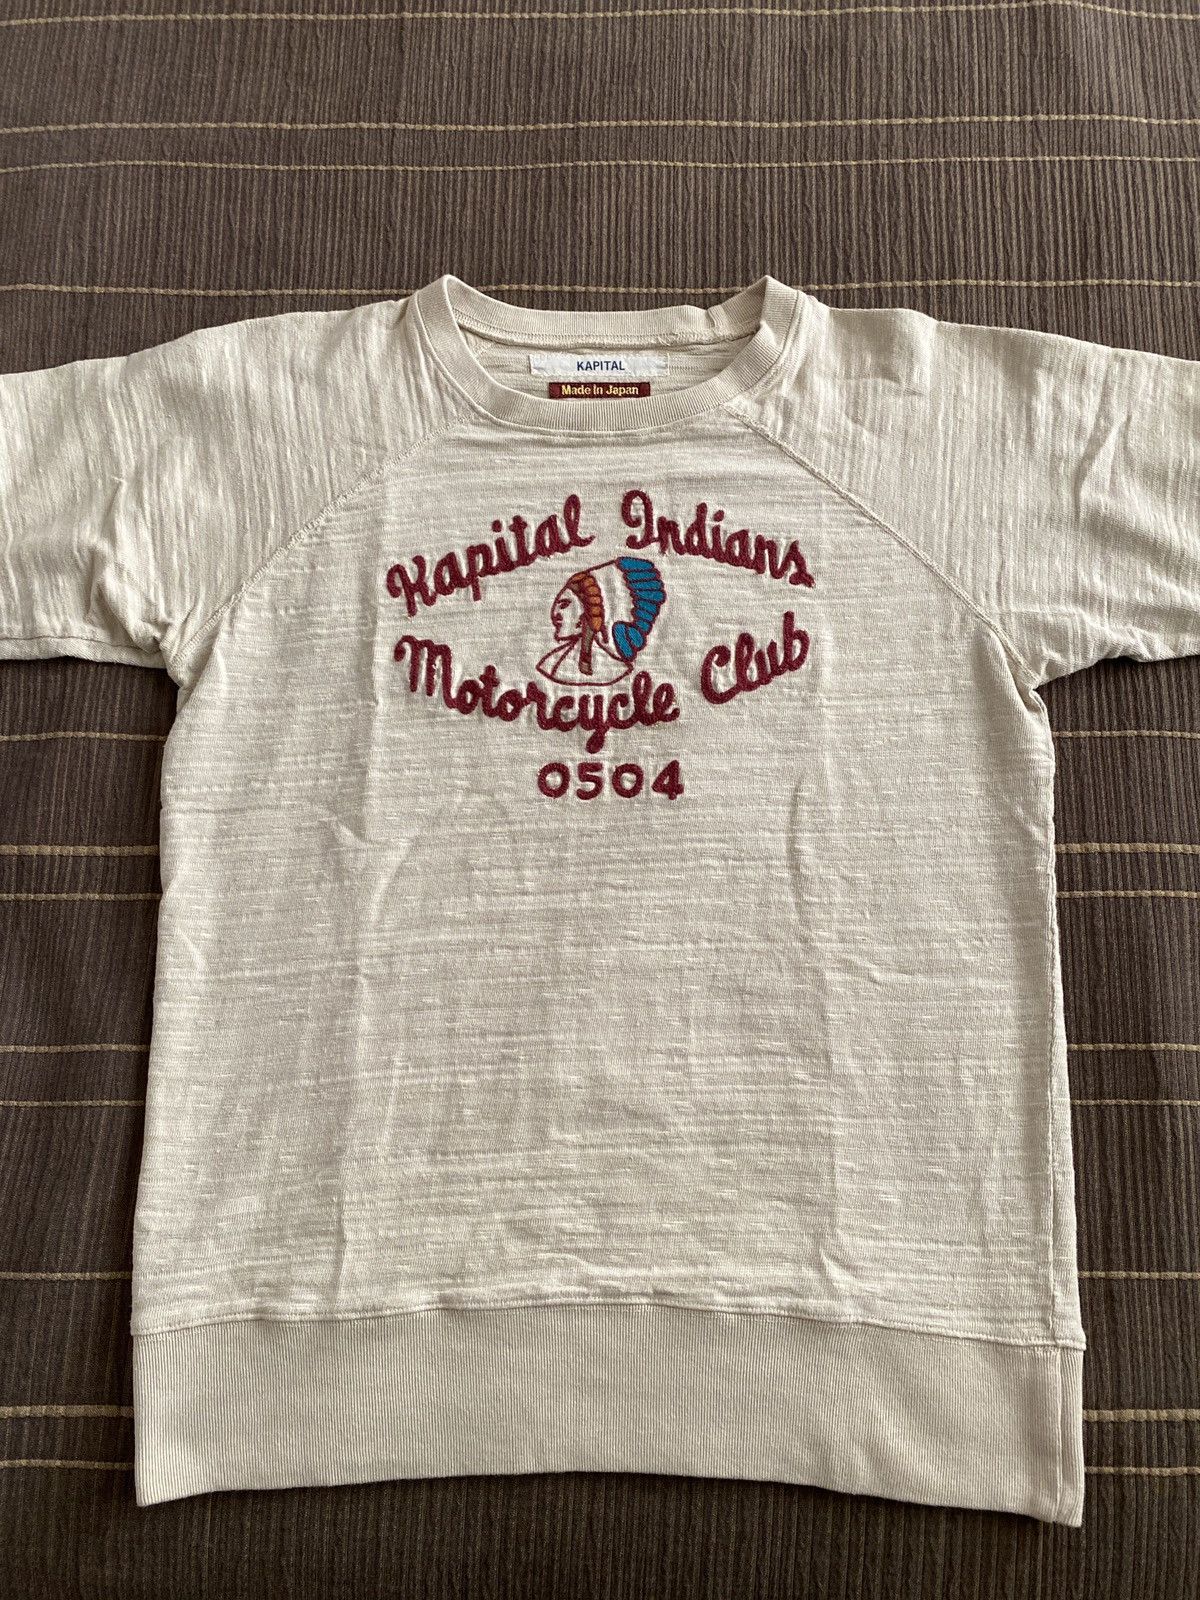 KAPITAL
Made In Japan
Kapital Indians
Motorcycle Club
0504